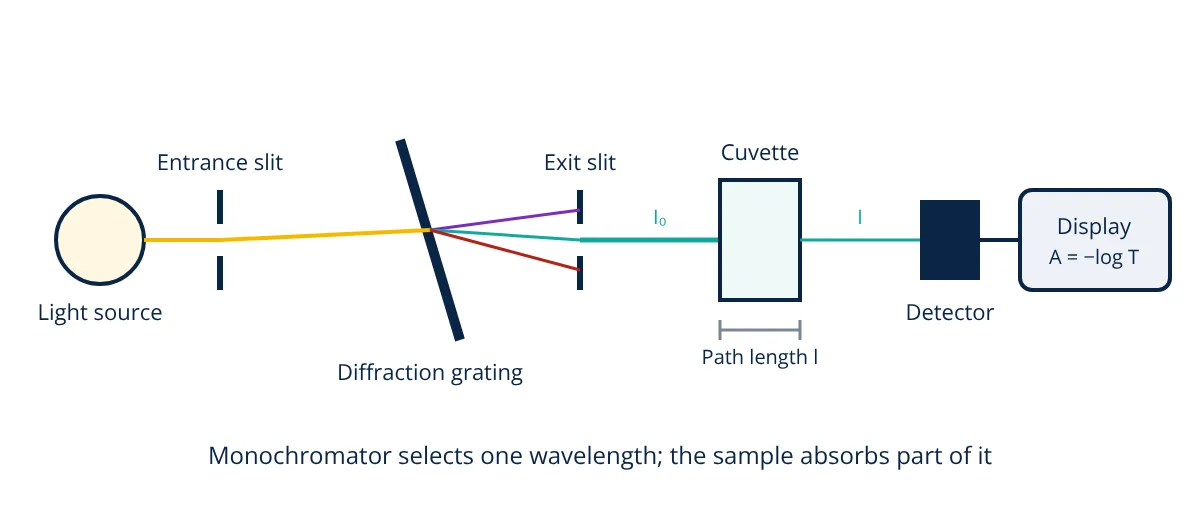 Entrance slit
Exit slit
Cuvette
I₀
I
Display
A = −log T
Light source
Detector
Path length l
Diffraction grating
Monochromator selects one wavelength; the sample absorbs part of it